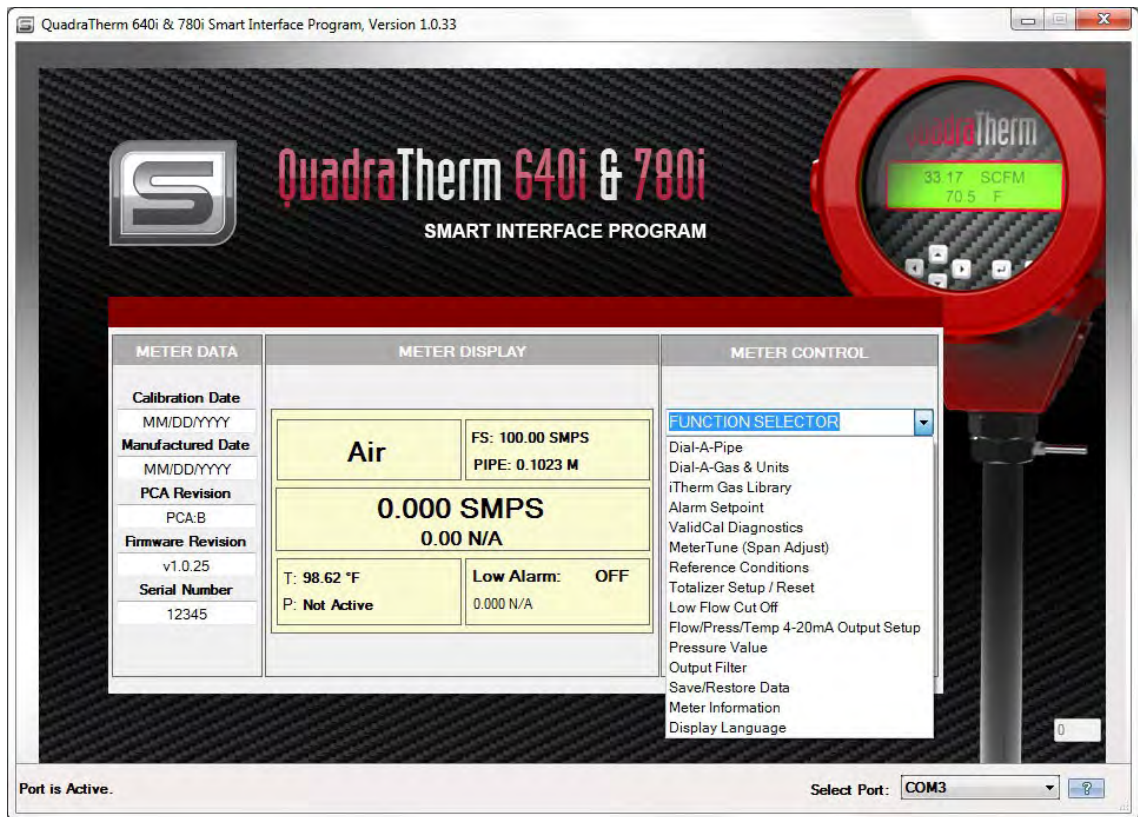 QuadraTherm 640i & 780i Smart Interface Program, Version 1.0.33
S
QuadraTherm 640i & 780i
SMART INTERFACE PROGRAM
QuadraTherm
33.17 SCFM
70.5 F
METER DATA
Calibration Date
MM/DD/YYYY
Manufactured Date
MM/DD/YYYY
PCA Revision
PCA:B
Firmware Revision
v1.0.25
Serial Number
12345
METER DISPLAY
Air
FS: 100.00 SMPS
PIPE: 0.1023 M
0.000 SMPS
0.00 N/A
T: 98.62 °F
P: Not Active
Low Alarm: OFF
0.000 N/A
METER CONTROL
FUNCTION SELECTOR
Dial-A-Pipe
Dial-A-Gas & Units
iTherm Gas Library
Alarm Setpoint
ValidCal Diagnostics
MeterTune (Span Adjust)
Reference Conditions
Totalizer Setup / Reset
Low Flow Cut Off
Flow/Press/Temp 4-20mA Output Setup
Pressure Value
Output Filter
Save/Restore Data
Meter Information
Display Language
0
Port is Active.
Select Port: COM3
?